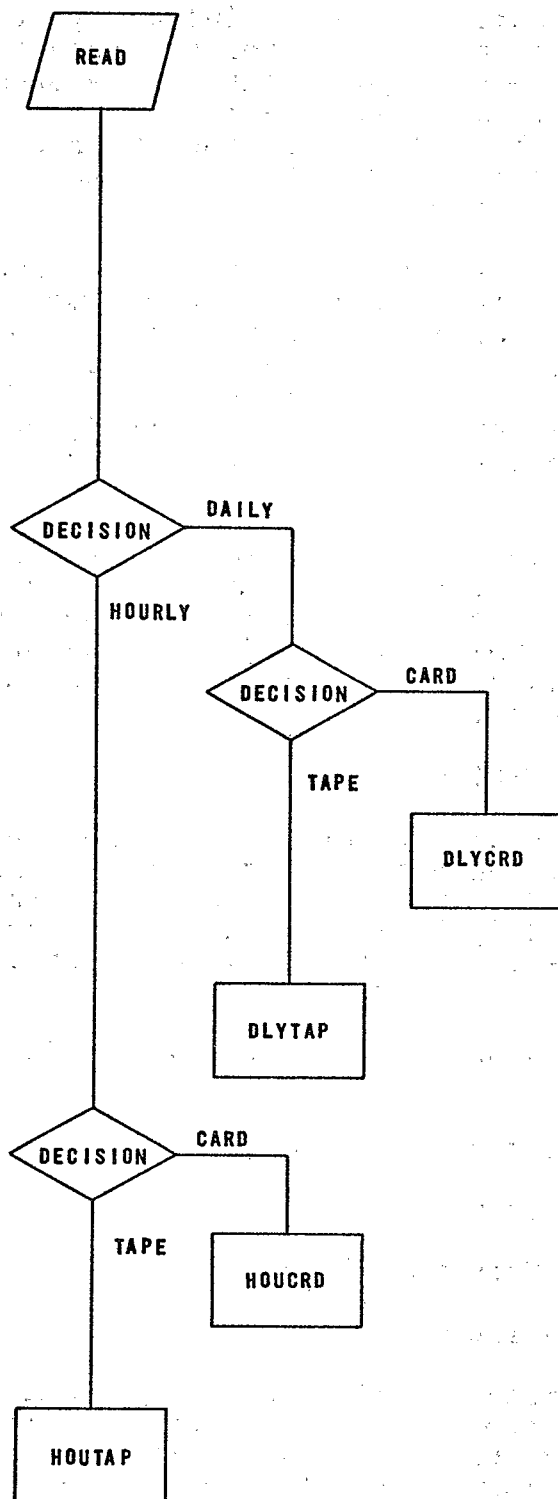 READ
DECISION
DAILY
HOURLY
DECISION
CARD
TAPE
DLYCRD
DLYTAP
DECISION
CARD
TAPE
HOUCRD
HOUTAP